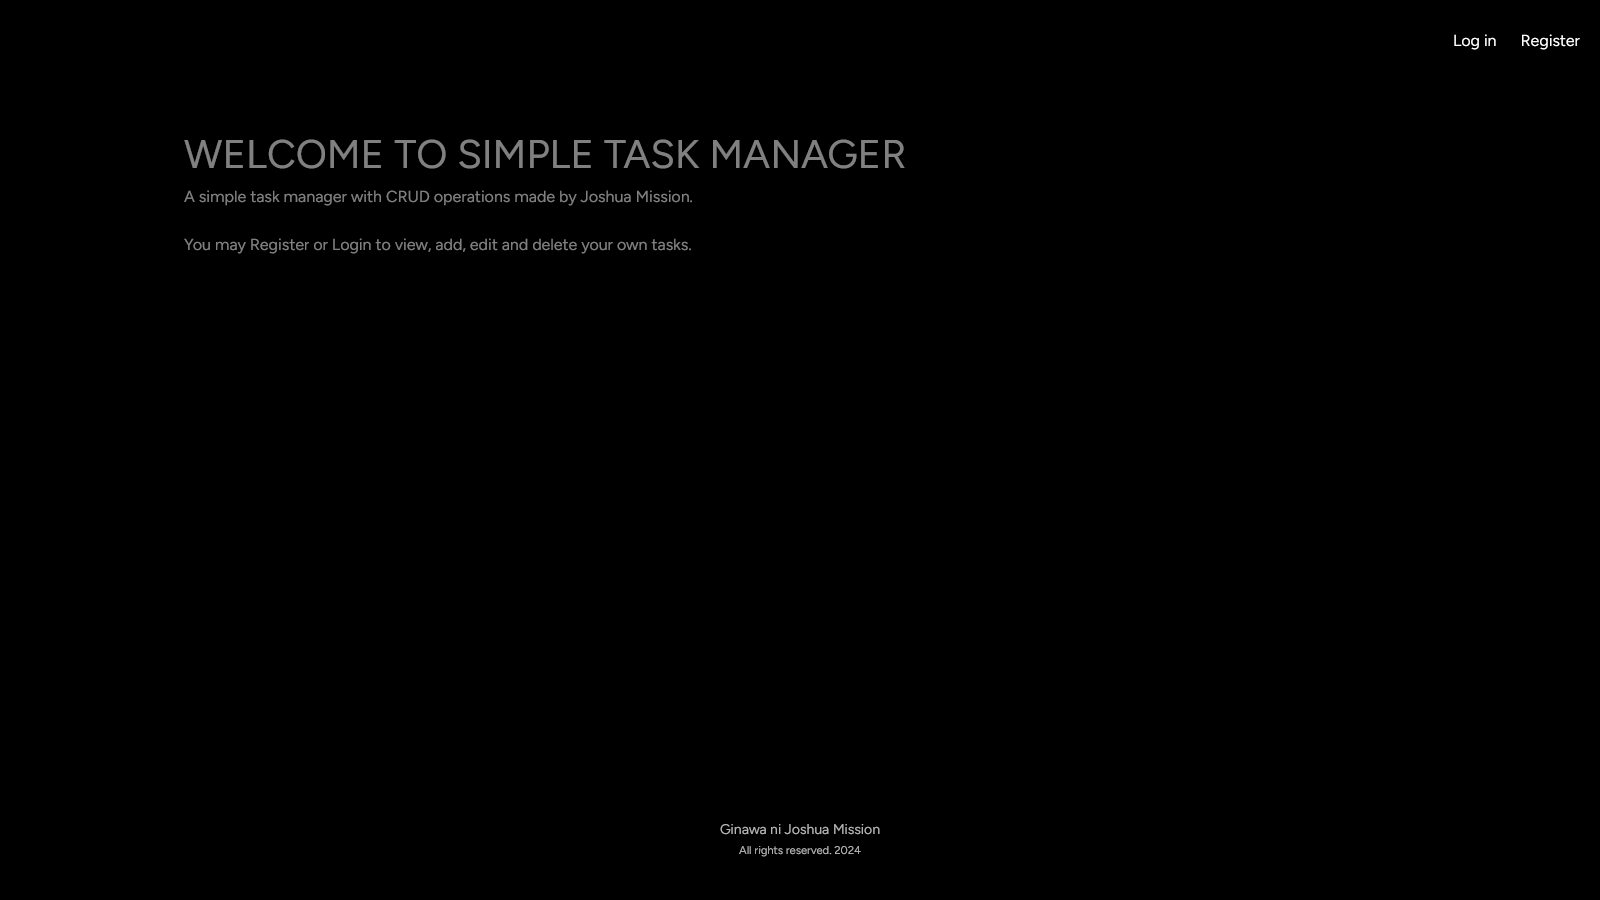 Log in Register
WELCOME TO SIMPLE TASK MANAGER
A simple task manager with CRUD operations made by Joshua Mission.
You may Register or Login to view, add, edit and delete your own tasks.
Ginawa ni Joshua Mission
All rights reserved. 2024